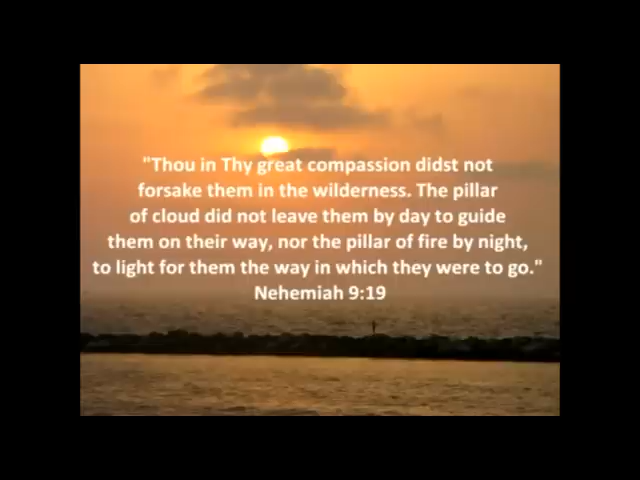 "Thou in Thy great compassion didst not
forsake them in the wilderness. The pillar
of cloud did not leave them by day to guide
them on their way, nor the pillar of fire by night,
to light for them the way in which they were to go."
Nehemiah 9:19